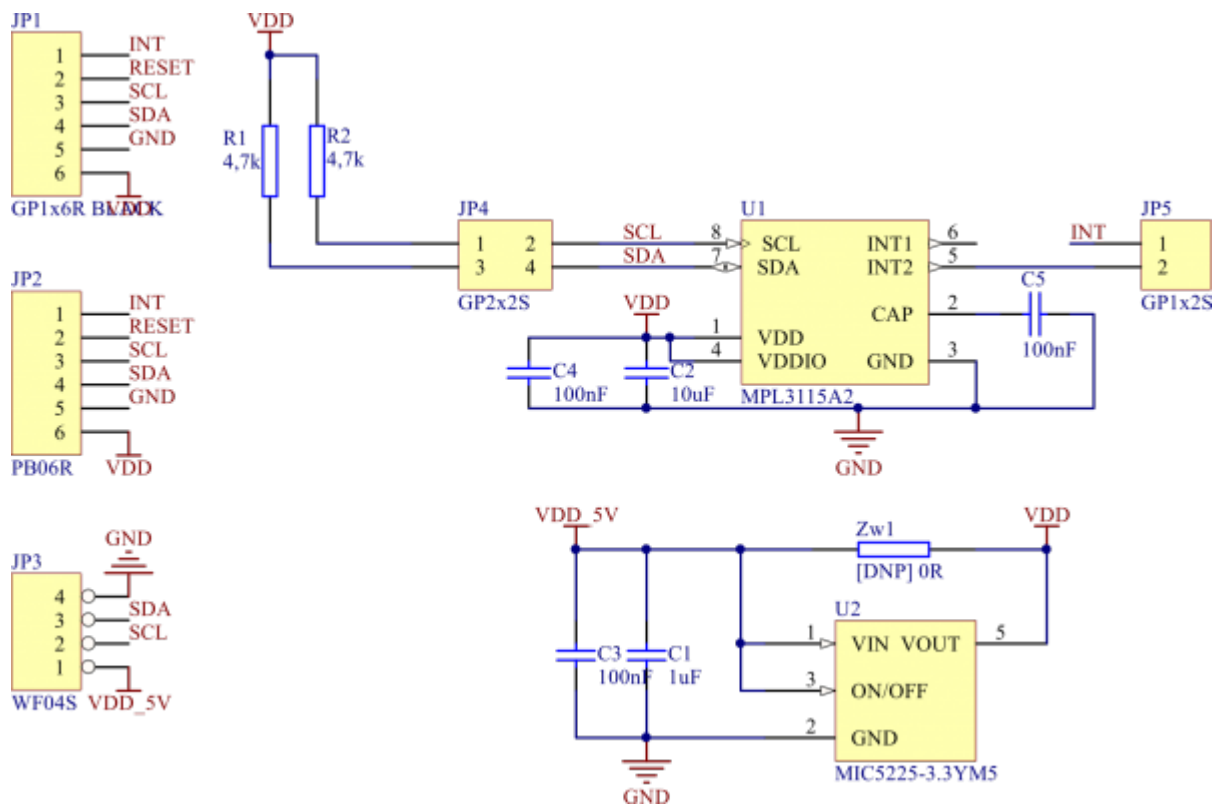 JP1
1 INT
2 RESET
3 SCL
4 SDA
5 GND
6
VDD
GP1x6R BLACK
JP2
1 INT
2 RESET
3 SCL
4 SDA
5 GND
6
PB06R VDD
GND
JP3
4
3 SDA
2 SCL
1
WF04S VDD_5V
VDD
R1
4,7k
R2
4,7k
JP4
1 2
3 4
GP2x2S
SCL
SDA
U1
8 SCL
7 SDA
1 VDD
4 VDDIO
INT1 6
INT2 5
CAP 2
GND 3
MPL3115A2
VDD
C4
100nF
C2
10uF
C5
100nF
GND
JP5
INT 1
2
GP1x2S
VDD_5V
Zw1
[DNP] 0R
VDD
C3
100nF
C1
1uF
U2
1 VIN VOUT 5
3 ON/OFF
2 GND
MIC5225-3.3YM5
GND